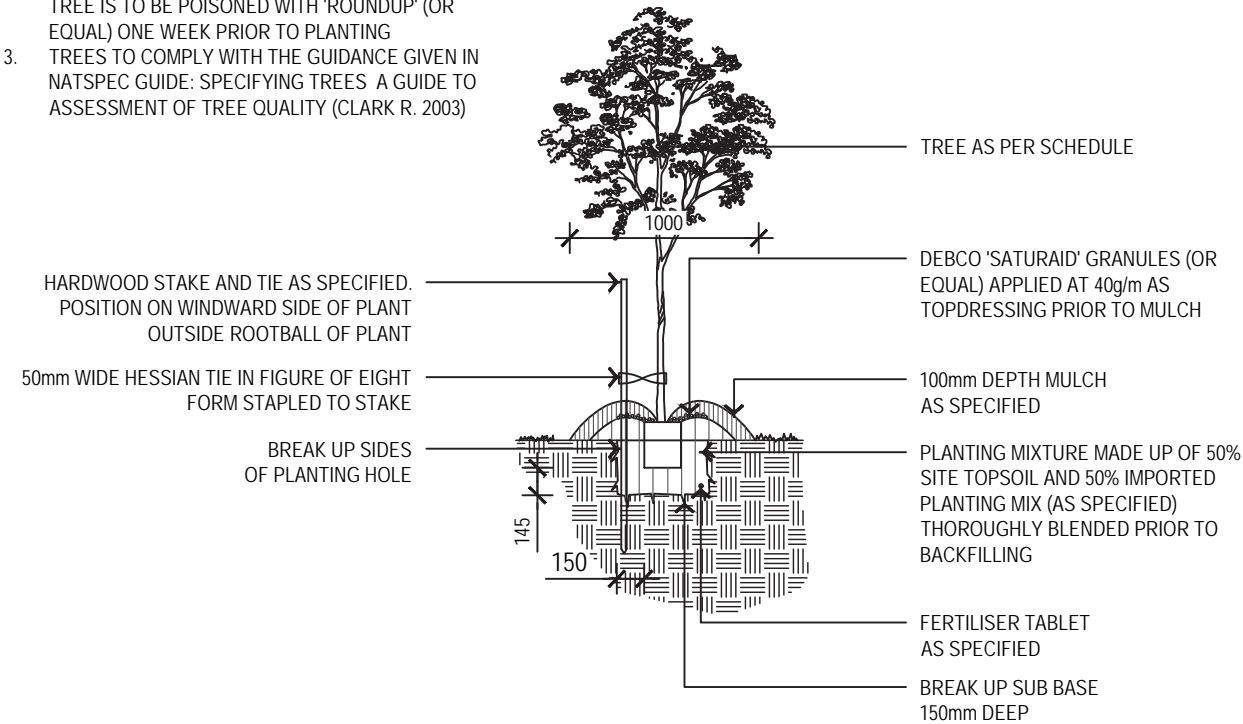 TREE IS TO BE POISONED WITH 'ROUNDUP' (OR
EQUAL) ONE WEEK PRIOR TO PLANTING
3. TREES TO COMPLY WITH THE GUIDANCE GIVEN IN
NATSPEC GUIDE: SPECIFYING TREES A GUIDE TO
ASSESSMENT OF TREE QUALITY (CLARK R. 2003)
TREE AS PER SCHEDULE
1000
DEBCO 'SATURAID' GRANULES (OR
EQUAL) APPLIED AT 40g/m AS
TOPDRESSING PRIOR TO MULCH
HARDWOOD STAKE AND TIE AS SPECIFIED.
POSITION ON WINDWARD SIDE OF PLANT
OUTSIDE ROOTBALL OF PLANT
50mm WIDE HESSIAN TIE IN FIGURE OF EIGHT
FORM STAPLED TO STAKE
100mm DEPTH MULCH
AS SPECIFIED
BREAK UP SIDES
OF PLANTING HOLE
PLANTING MIXTURE MADE UP OF 50%
SITE TOPSOIL AND 50% IMPORTED
PLANTING MIX (AS SPECIFIED)
THOROUGHLY BLENDED PRIOR TO
BACKFILLING
145
150
FERTILISER TABLET
AS SPECIFIED
BREAK UP SUB BASE
150mm DEEP